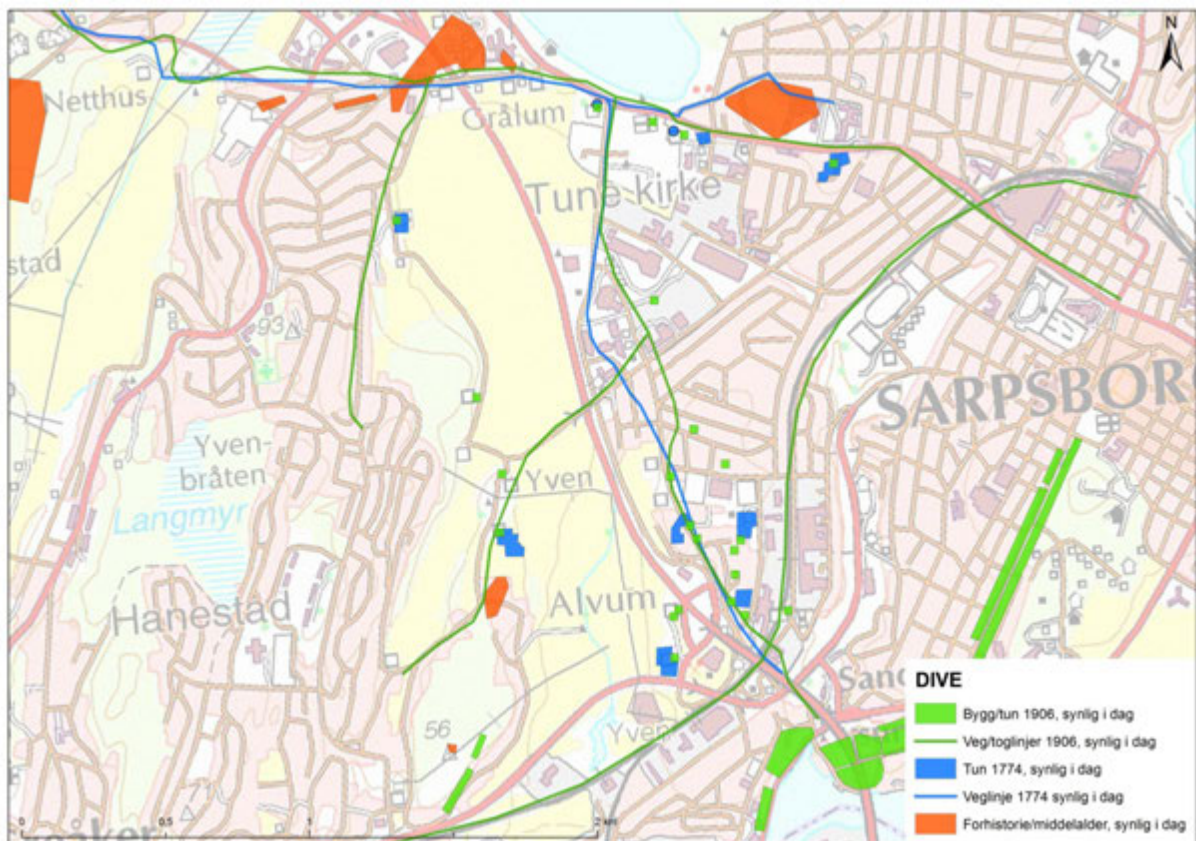 N
Netthus
Grålum
Tune kirke
stad
93
SARPSBOR
Yven-
bråten
Yven
Langmyr
Hanestad
Alvum
DIVE
Bygg/tun 1906, synlig i dag
Veg/toglinjer 1906, synlig i dag
Tun 1774, synlig i dag
Veglinje 1774 synlig i dag
Forhistorie/middelalder, synlig i dag
Sand
56
Yven
0
0,5
1
2 km